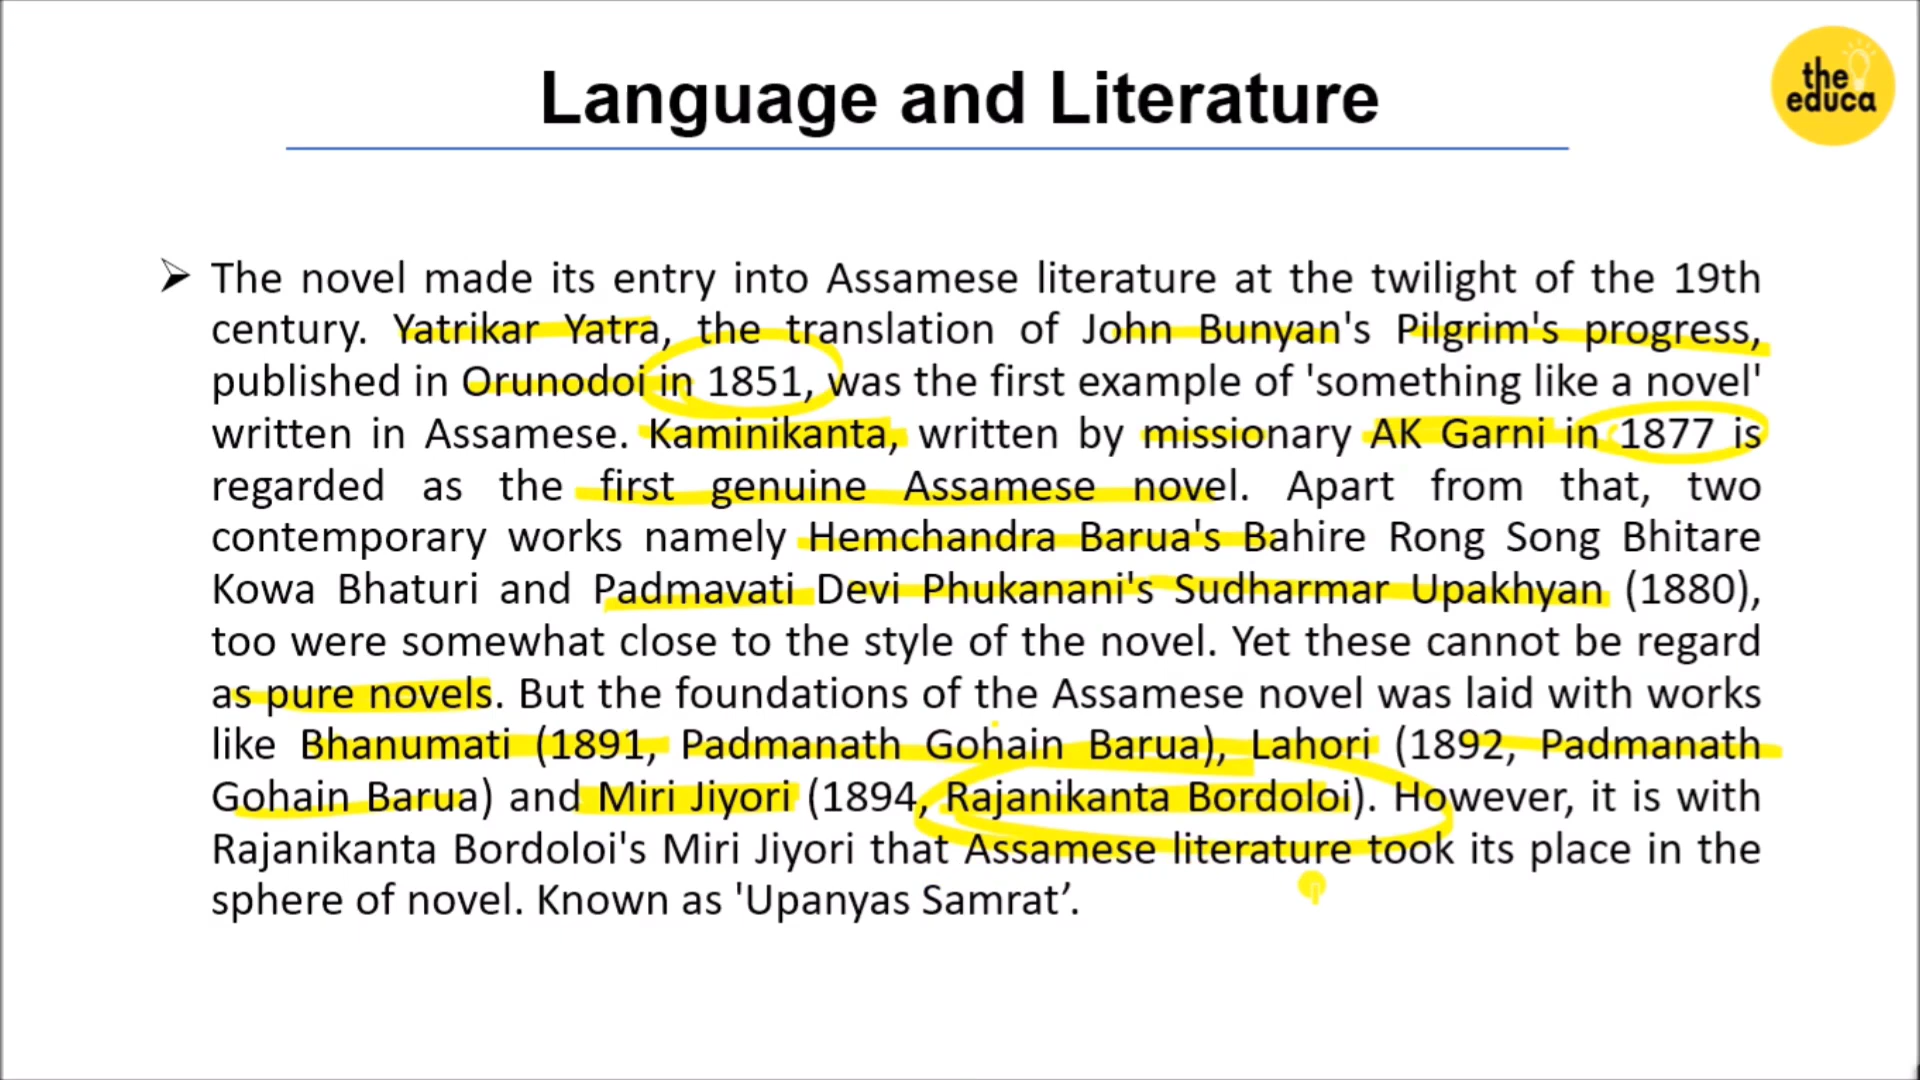 Language and Literature
the
educa
The novel made its entry into Assamese literature at the twilight of the 19th
century. Yatrikar Yatra, the translation of John Bunyan's Pilgrim's progress,
published in Orunodoi in 1851, was the first example of 'something like a novel'
written in Assamese. Kaminikanta, written by missionary AK Garni in 1877 is
regarded as the first genuine Assamese novel. Apart from that, two
contemporary works namely Hemchandra Barua's Bahire Rong Song Bhitare
Kowa Bhaturi and Padmavati Devi Phukanani's Sudharmar Upakhyan (1880),
too were somewhat close to the style of the novel. Yet these cannot be regard
as pure novels. But the foundations of the Assamese novel was laid with works
like Bhanumati (1891, Padmanath Gohain Barua), Lahori (1892, Padmanath
Gohain Barua) and Miri Jiyori (1894, Rajanikanta Bordoloi). However, it is with
Rajanikanta Bordoloi's Miri Jiyori that Assamese literature took its place in the
sphere of novel. Known as 'Upanyas Samrat’.